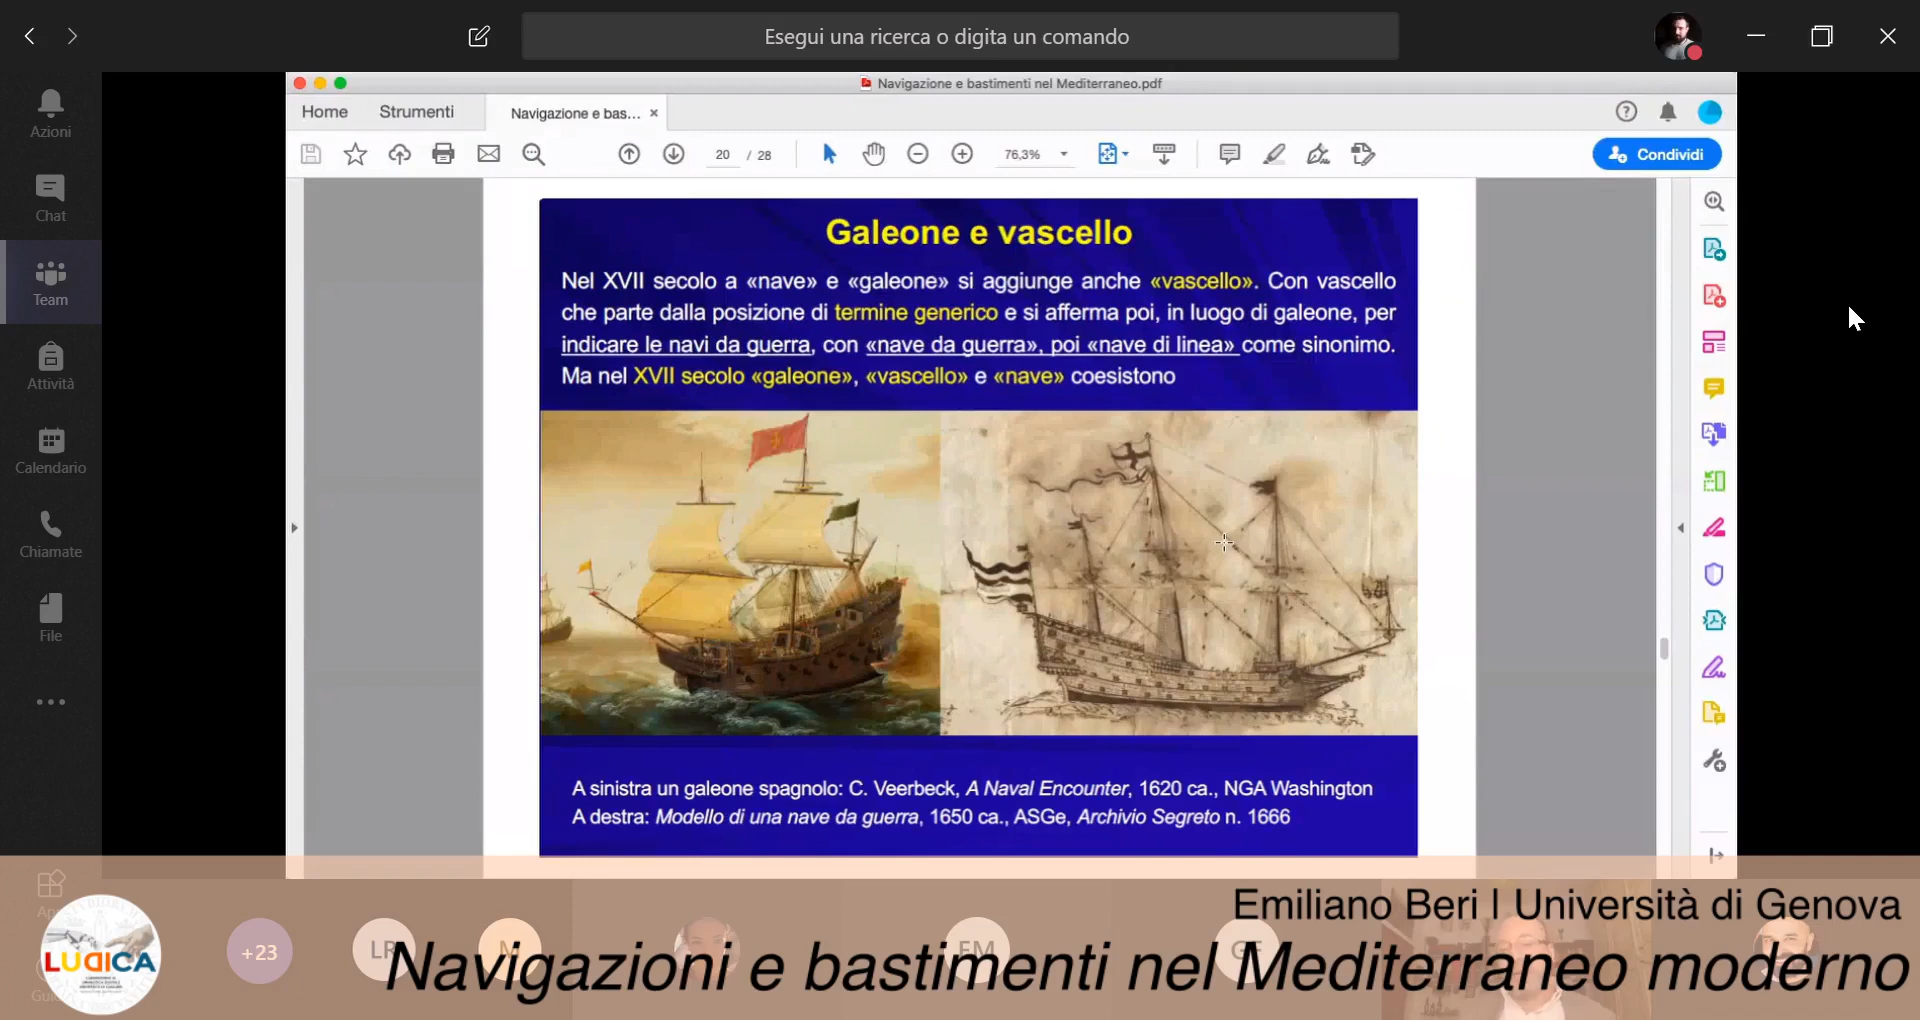 Esegui una ricerca o digita un comando
Azioni
Chat
Team
Attività
Calendario
Chiamate
File
Navigazione e bastimenti nel Mediterraneo.pdf
Home
Strumenti
Navigazione e bas...
20 / 28
76,3%
Condividi
Galeone e vascello
Nel XVII secolo a «nave» e «galeone» si aggiunge anche «vascello». Con vascello
che parte dalla posizione di termine generico e si afferma poi, in luogo di galeone, per
indicare le navi da guerra, con «nave da guerra», poi «nave di linea» come sinonimo.
Ma nel XVII secolo «galeone», «vascello» e «nave» coesistono
A sinistra un galeone spagnolo: C. Veerbeck, A Naval Encounter, 1620 ca., NGA Washington
A destra: Modello di una nave da guerra, 1650 ca., ASGe, Archivio Segreto n. 1666
LUDICA
+23
LR
Emiliano Beri | Università di Genova
Navigazioni e bastimenti nel Mediterraneo moderno